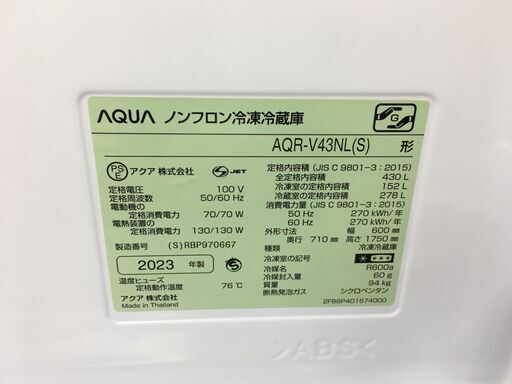 AQUA ノンフロン冷凍冷蔵庫
G
AQR-V43NL(S) 形
PSE アクア 株式会社 S JET
定格電圧 100 V
定格周波数 50/60 Hz
電動機の
定格消費電力 70/70 W
電熱装置の
定格消費電力 130/130 W
製造番号 (S)RBP970667
2023 年製
温度ヒューズ
定格動作温度 76℃
アクア 株式会社
Made in Thailand
定格内容積 (JIS C 9801-3：2015)
全定格内容積 430 L
冷凍室の定格内容積 152 L
冷蔵室の定格内容積 278 L
消費電力量 (JIS C 9801-3：2015)
50 Hz 270 kWh/年
60 Hz 270 kWh/年
外形寸法 幅 600 mm
奥行 710 mm 高さ 1750 mm
種類 冷凍冷蔵庫
冷凍室の記号
冷媒 R600a
冷媒封入量 60 g
質量 94 kg
断熱発泡ガス シクロペンタン
2FB6P401574000
>ABS<